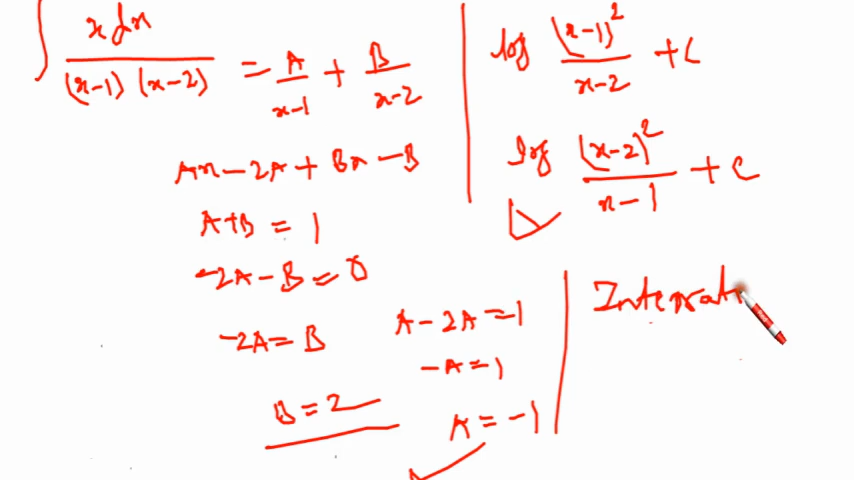 ∫ x dx / (x-1) (x-2) = A / x-1 + B / x-2
Ax - 2A + Bx - B
A+B = 1
-2A - B = 0
-2A = B
B = 2
A - 2A = 1
-A = 1
A = -1
log (x-1)² / x-2 + C
log (x-2)² / x-1 + C
Integrati